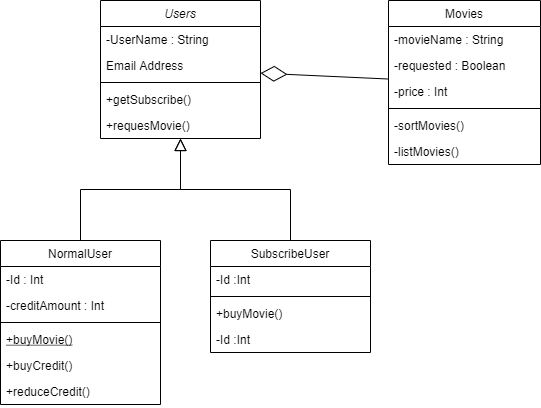 Users
-UserName : String
Email Address
+getSubscribe()
+requesMovie()
Movies
-movieName : String
-requested : Boolean
-price : Int
-sortMovies()
-listMovies()
NormalUser
-Id : Int
-creditAmount : Int
+buyMovie()
+buyCredit()
+reduceCredit()
SubscribeUser
-Id :Int
+buyMovie()
-Id :Int